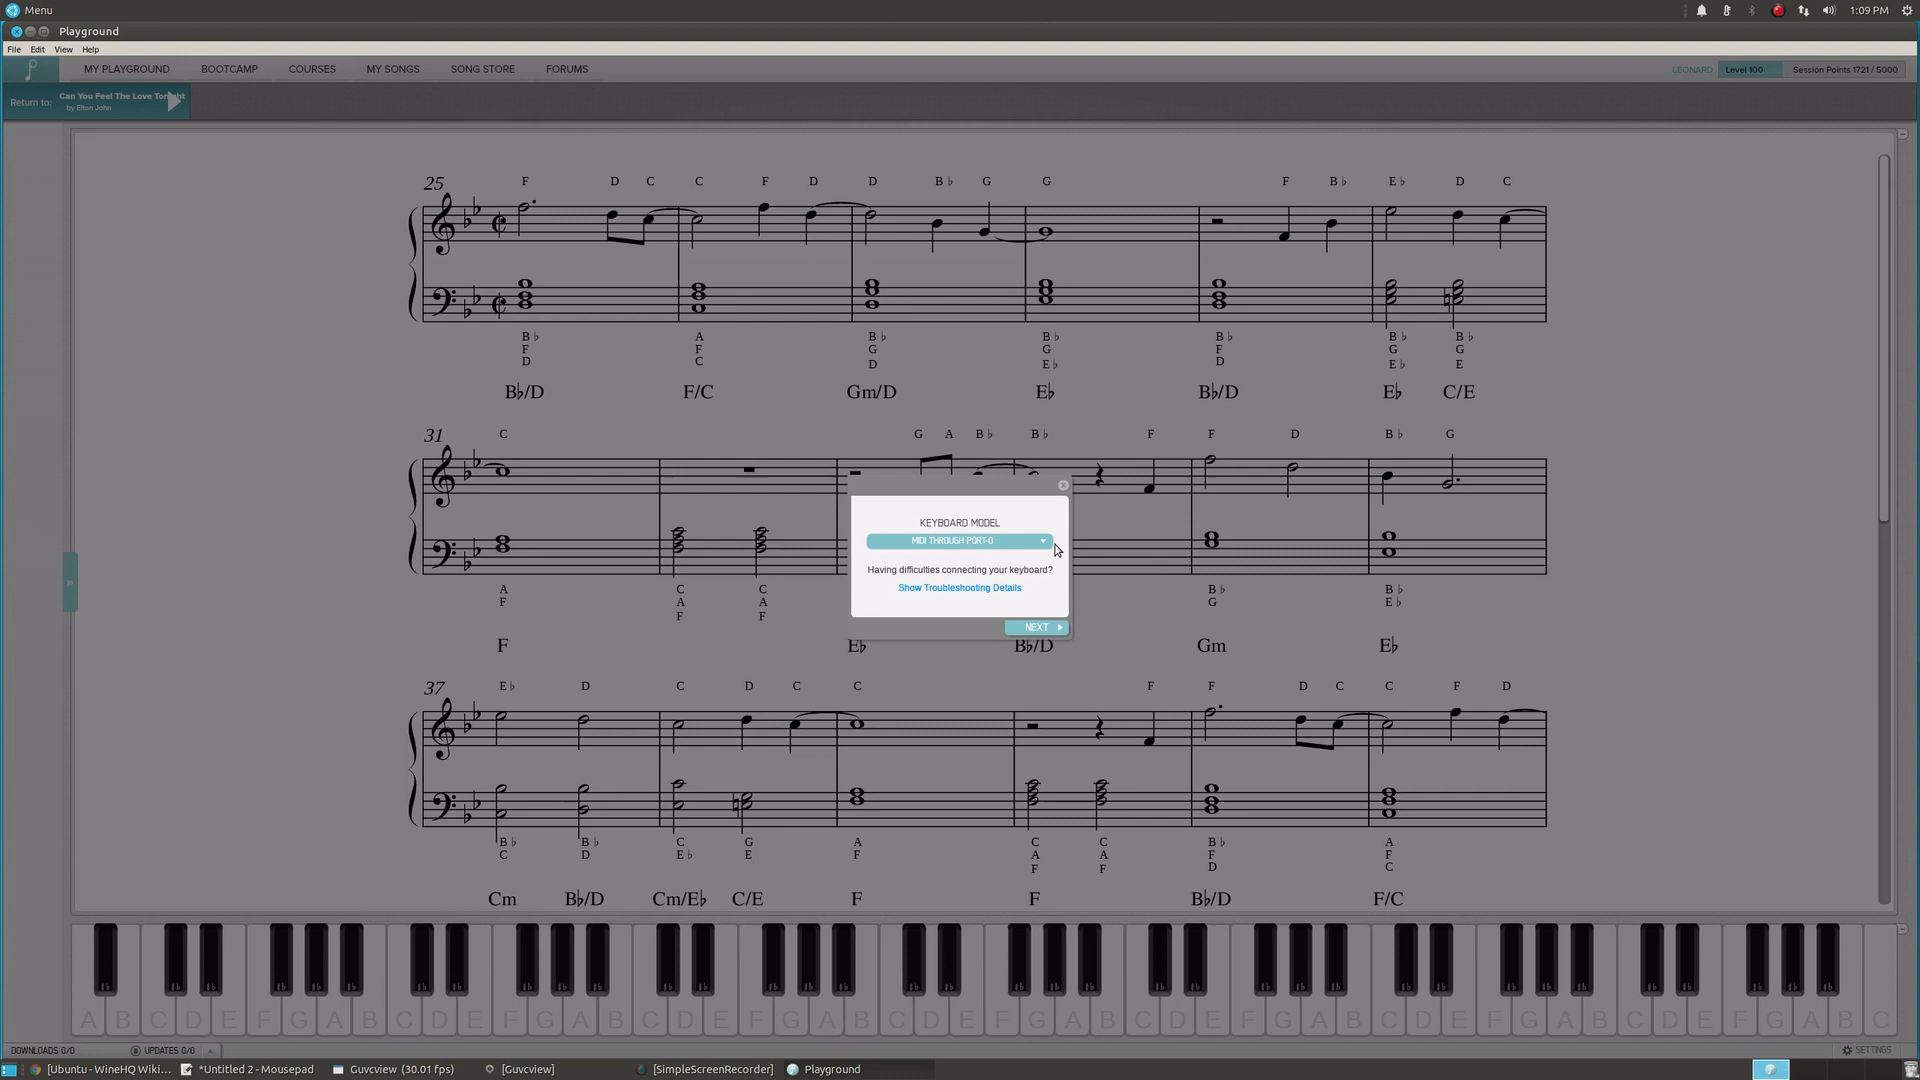 Menu
1:09 PM
Playground
File Edit View Help
MY PLAYGROUND BOOTCAMP COURSES MY SONGS SONG STORE FORUMS
LEONARD Level 100 Session Points 1721 / 5000
Return to: Can You Feel The Love Tonight
by Elton John
25 F D C C F D D B♭ G G F B♭ E♭ D C
B♭ A B♭ B♭ B♭ B♭ B♭
F F G G F G G
D C D E♭ D E♭ E
B♭/D F/C Gm/D E♭ B♭/D E♭ C/E
31 C G A B♭ B♭ F F D B♭ G
A C C B♭ B♭
F A A G E♭
F F
F E♭ B♭/D Gm E♭
KEYBOARD MODEL
MIDI THROUGH PORT-0
Having difficulties connecting your keyboard?
Show Troubleshooting Details
NEXT
37 E♭ D C D C C F F D C C F D
B♭ B♭ C G A C C B♭ A
C D E♭ E F A A F F
F F D C
Cm B♭/D Cm/E♭ C/E F F B♭/D F/C
A B C D E F G A B C D E F G A B C D E F G A B C D E F G A B C D E F G A B C D E F G A B C D E F G A B C
DOWNLOADS 0/0 UPDATES 0/0 SETTINGS
[Ubuntu - WineHQ Wiki... *Untitled 2 - Mousepad Guvcview (30.01 fps) [Guvcview] [SimpleScreenRecorder] Playground